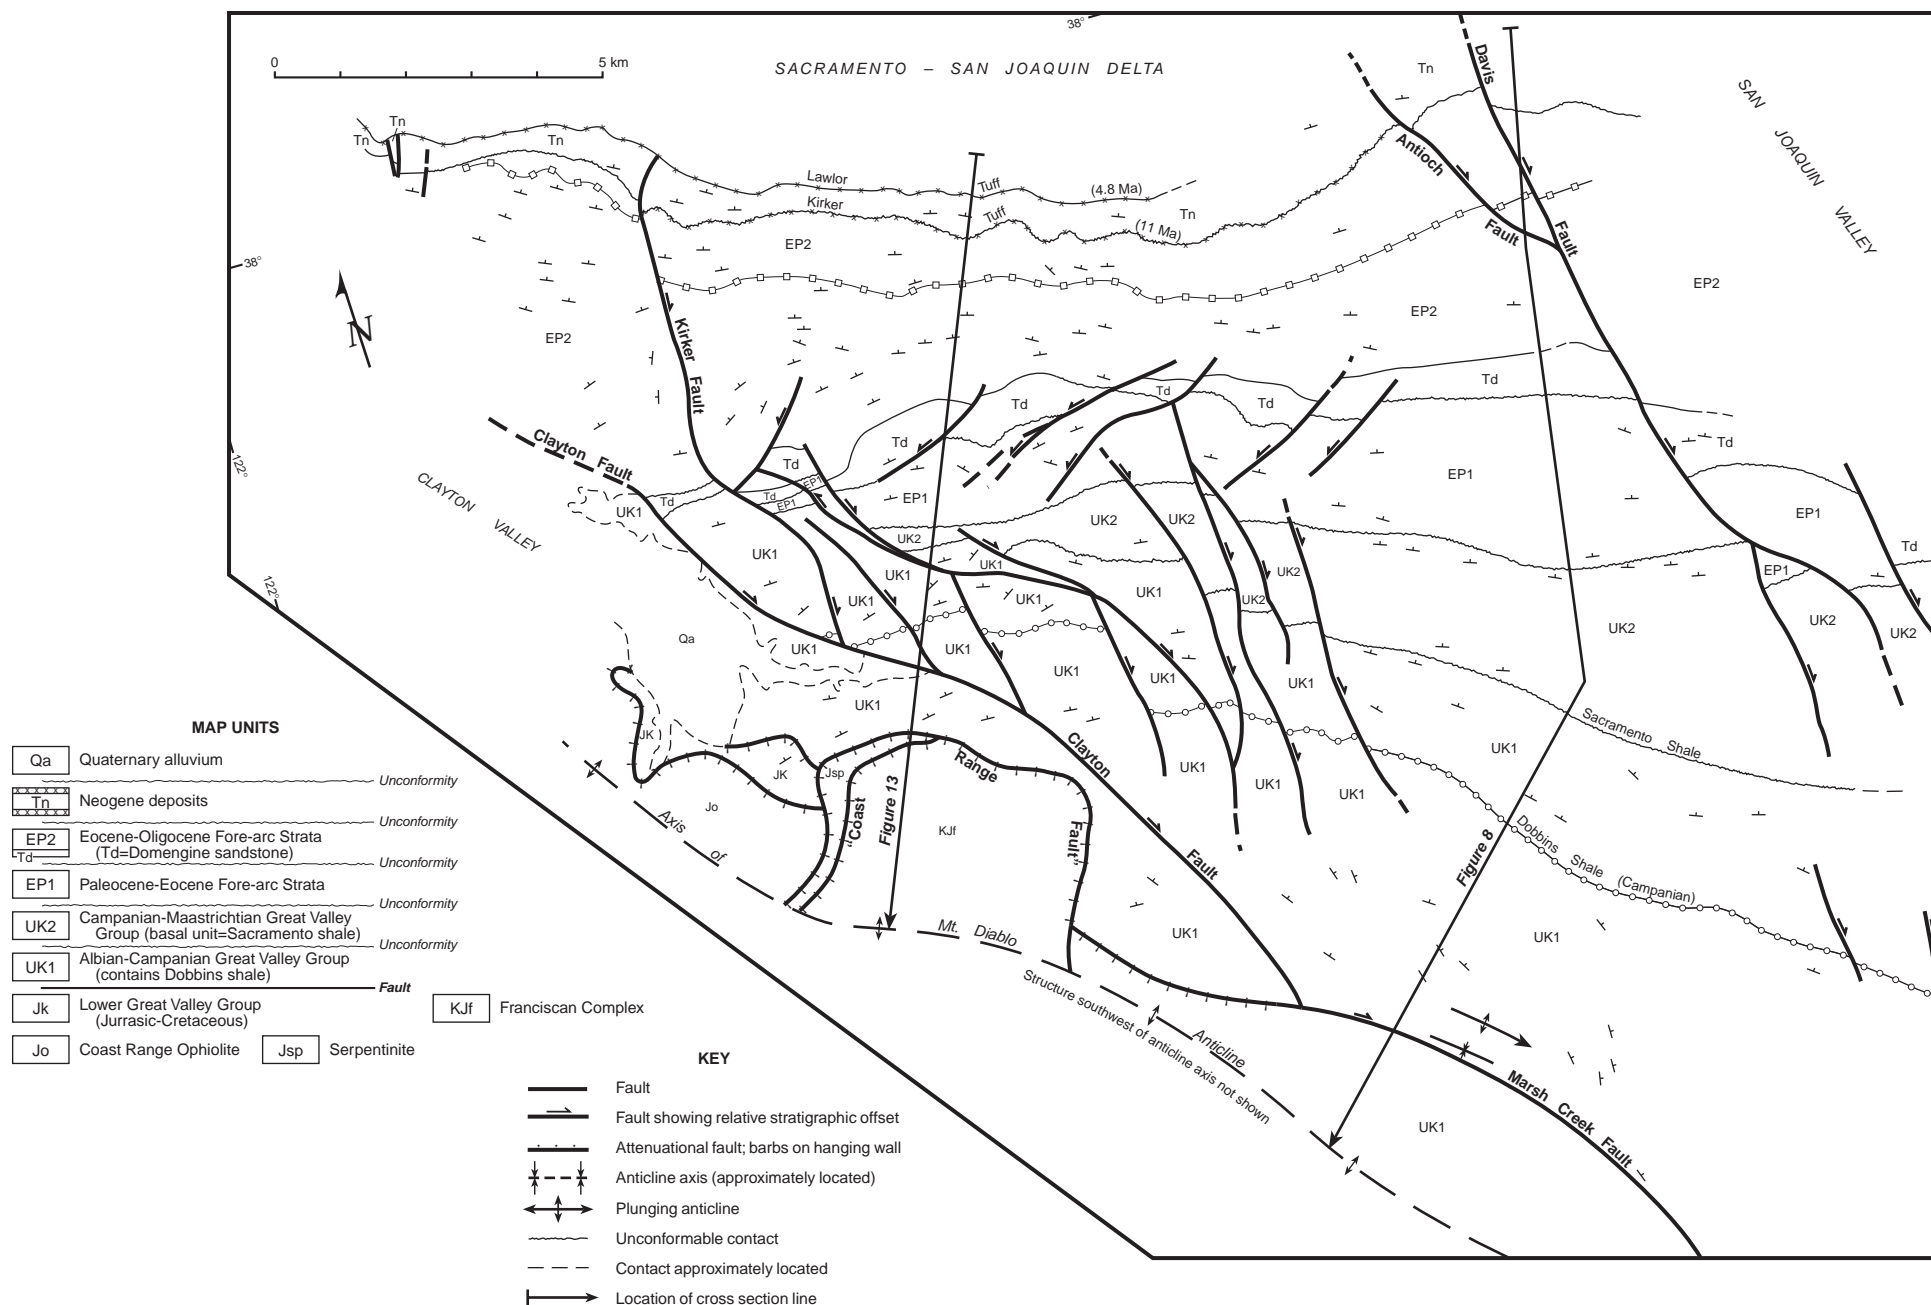 38°
0
5 km
SACRAMENTO – SAN JOAQUIN DELTA
Tn
Davis
SAN
JOAQUIN
VALLEY
Tn
Tn
Tn
Antioch
Fault
Fault
Lawlor
Tuff
(4.8 Ma)
Kirker
Tuff
(11 Ma)
Tn
EP2
38°
N
EP2
EP2
EP2
Kirker
Fault
Td
Td
Td
Td
Td
Td
Clayton Fault
122°
CLAYTON
VALLEY
Td
Td
EP1
Td
EP1
EP1
EP1
EP1
UK1
UK2
UK2
UK2
UK1
UK1
UK1
UK2
EP1
Td
122°
UK1
UK1
UK1
UK2
UK2
UK2
UK2
Qa
UK1
UK1
UK1
UK1
UK1
UK1
Sacramento Shale
JK
UK1
UK1
UK1
UK1
UK1
Clayton
Fault
Range
JK
Jsp
Jo
"Coast
Fault"
Figure 13
KJf
Axis
of
Mt. Diablo
Anticline
Structure southwest of anticline axis not shown
UK1
Figure 8
Dobbins
Shale
(Campanian)
UK1
UK1
Marsh Creek Fault
MAP UNITS
Qa Quaternary alluvium
Unconformity
Tn Neogene deposits
Unconformity
EP2 Eocene-Oligocene Fore-arc Strata
Td (Td=Domengine sandstone)
Unconformity
EP1 Paleocene-Eocene Fore-arc Strata
Unconformity
UK2 Campanian-Maastrichtian Great Valley
Group (basal unit=Sacramento shale)
Unconformity
UK1 Albian-Campanian Great Valley Group
(contains Dobbins shale)
Fault
Jk Lower Great Valley Group
(Jurrasic-Cretaceous)
KJf Franciscan Complex
Jo Coast Range Ophiolite
Jsp Serpentinite
KEY
Fault
Fault showing relative stratigraphic offset
Attenuational fault; barbs on hanging wall
Anticline axis (approximately located)
Plunging anticline
Unconformable contact
Contact approximately located
Location of cross section line